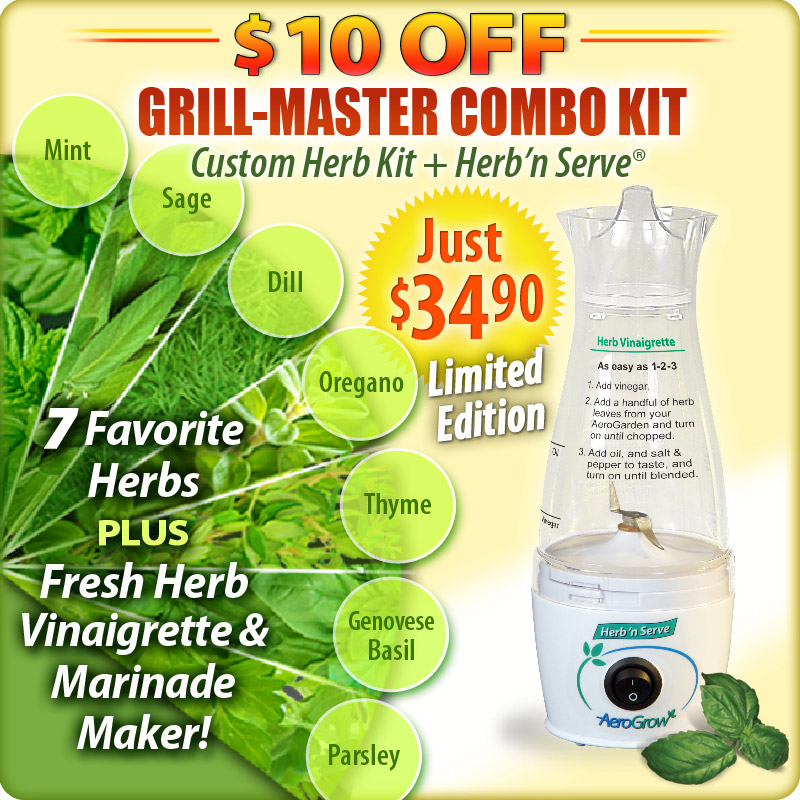 $10 OFF
GRILL-MASTER COMBO KIT
Custom Herb Kit + Herb'n Serve®
Mint
Sage
Dill
Oregano
Thyme
Genovese
Basil
Parsley
Just
$34 90
Limited
Edition
7 Favorite
Herbs
PLUS
Fresh Herb
Vinaigrette &
Marinade
Maker!
Herb Vinaigrette
As easy as 1-2-3
1. Add vinegar.
2. Add a handful of herb
leaves from your
AeroGarden and turn
on until chopped.
3. Add oil, and salt &
pepper to taste, and
turn on until blended.
Oil
Vinegar
Herb 'n Serve
I
O
AeroGrow